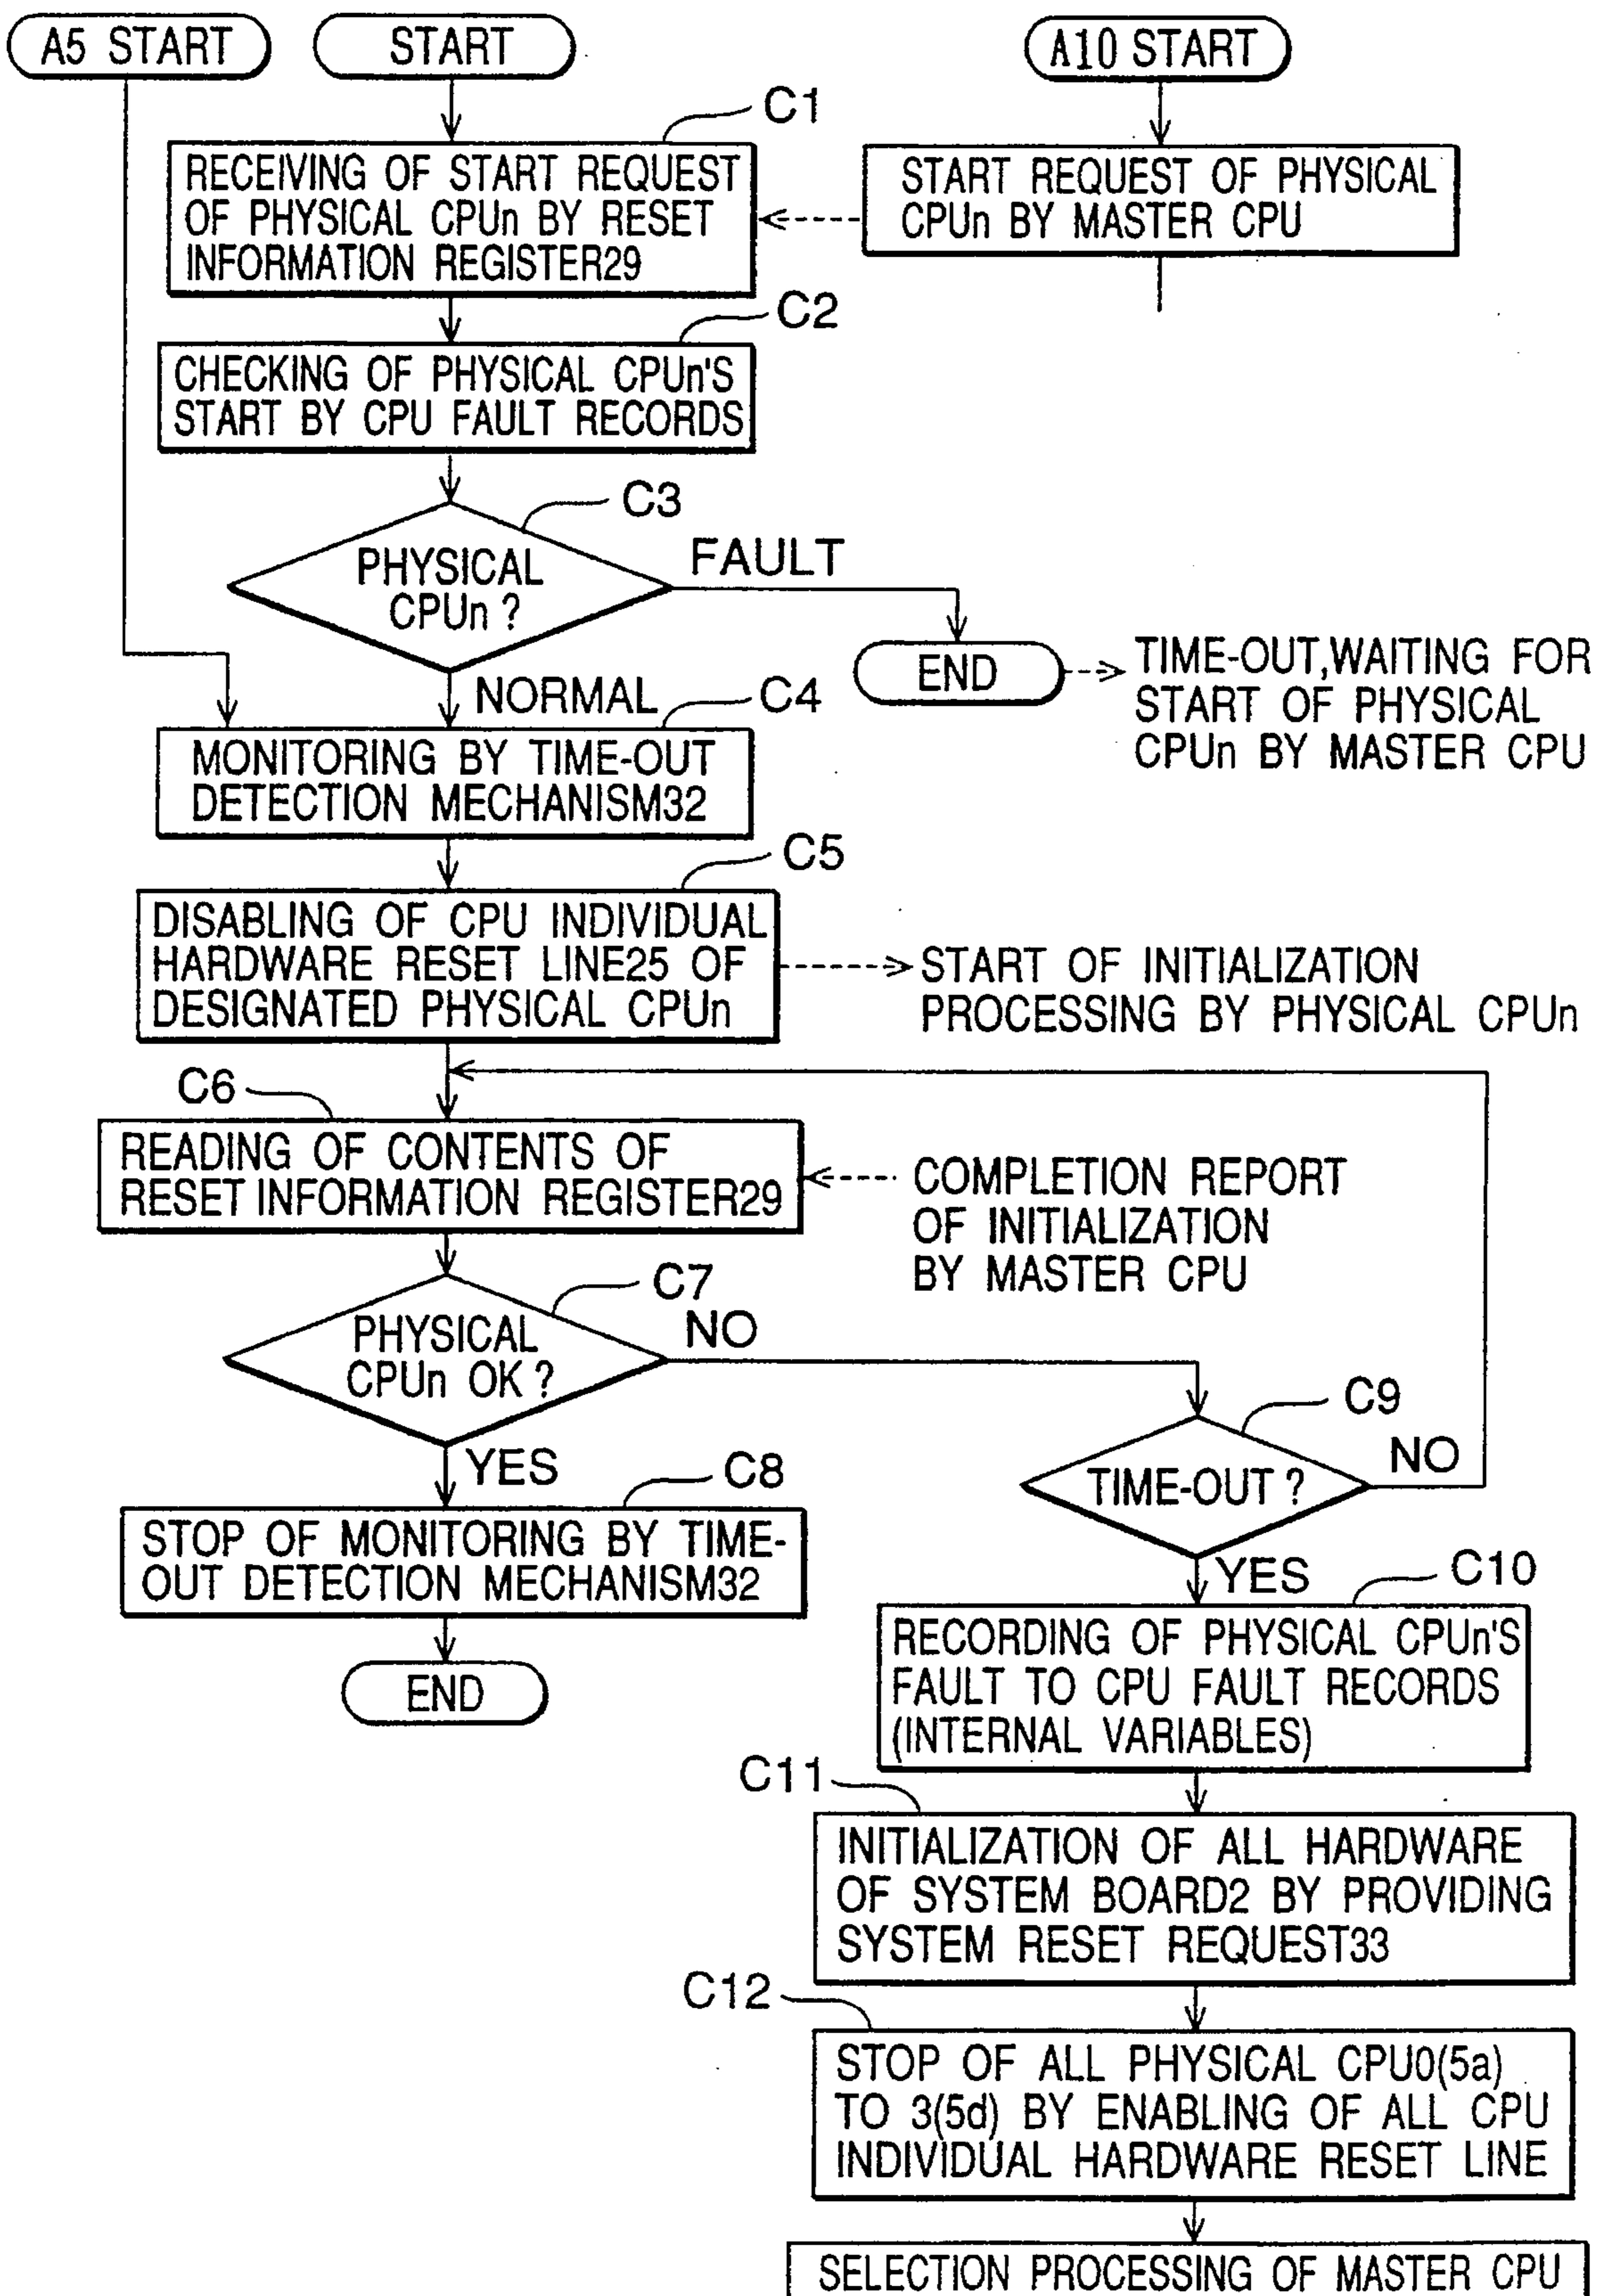 A5 START
START
A10 START
C1
RECEIVING OF START REQUEST
OF PHYSICAL CPUn BY RESET
INFORMATION REGISTER29
START REQUEST OF PHYSICAL
CPUn BY MASTER CPU
C2
CHECKING OF PHYSICAL CPUn'S
START BY CPU FAULT RECORDS
C3
PHYSICAL
CPUn ?
FAULT
END
TIME-OUT,WAITING FOR
START OF PHYSICAL
CPUn BY MASTER CPU
NORMAL
C4
MONITORING BY TIME-OUT
DETECTION MECHANISM32
C5
DISABLING OF CPU INDIVIDUAL
HARDWARE RESET LINE25 OF
DESIGNATED PHYSICAL CPUn
START OF INITIALIZATION
PROCESSING BY PHYSICAL CPUn
C6
READING OF CONTENTS OF
RESET INFORMATION REGISTER29
COMPLETION REPORT
OF INITIALIZATION
BY MASTER CPU
C7
PHYSICAL
CPUn OK ?
NO
C9
TIME-OUT ?
NO
YES
C8
STOP OF MONITORING BY TIME-
OUT DETECTION MECHANISM32
END
YES
C10
RECORDING OF PHYSICAL CPUn'S
FAULT TO CPU FAULT RECORDS
(INTERNAL VARIABLES)
C11
INITIALIZATION OF ALL HARDWARE
OF SYSTEM BOARD2 BY PROVIDING
SYSTEM RESET REQUEST33
C12
STOP OF ALL PHYSICAL CPU0(5a)
TO 3(5d) BY ENABLING OF ALL CPU
INDIVIDUAL HARDWARE RESET LINE
SELECTION PROCESSING OF MASTER CPU